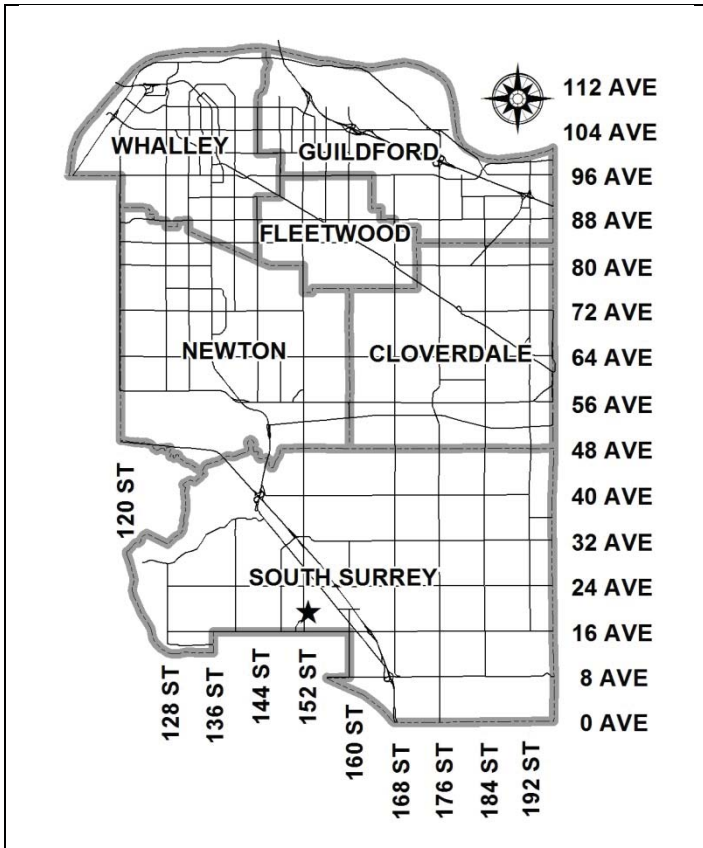 112 AVE
104 AVE
WHALLEY
GUILDFORD
96 AVE
88 AVE
FLEETWOOD
80 AVE
72 AVE
NEWTON
CLOVERDALE
64 AVE
56 AVE
48 AVE
120 ST
40 AVE
32 AVE
SOUTH SURREY
24 AVE
16 AVE
128 ST
136 ST
144 ST
152 ST
160 ST
8 AVE
0 AVE
168 ST
176 ST
184 ST
192 ST